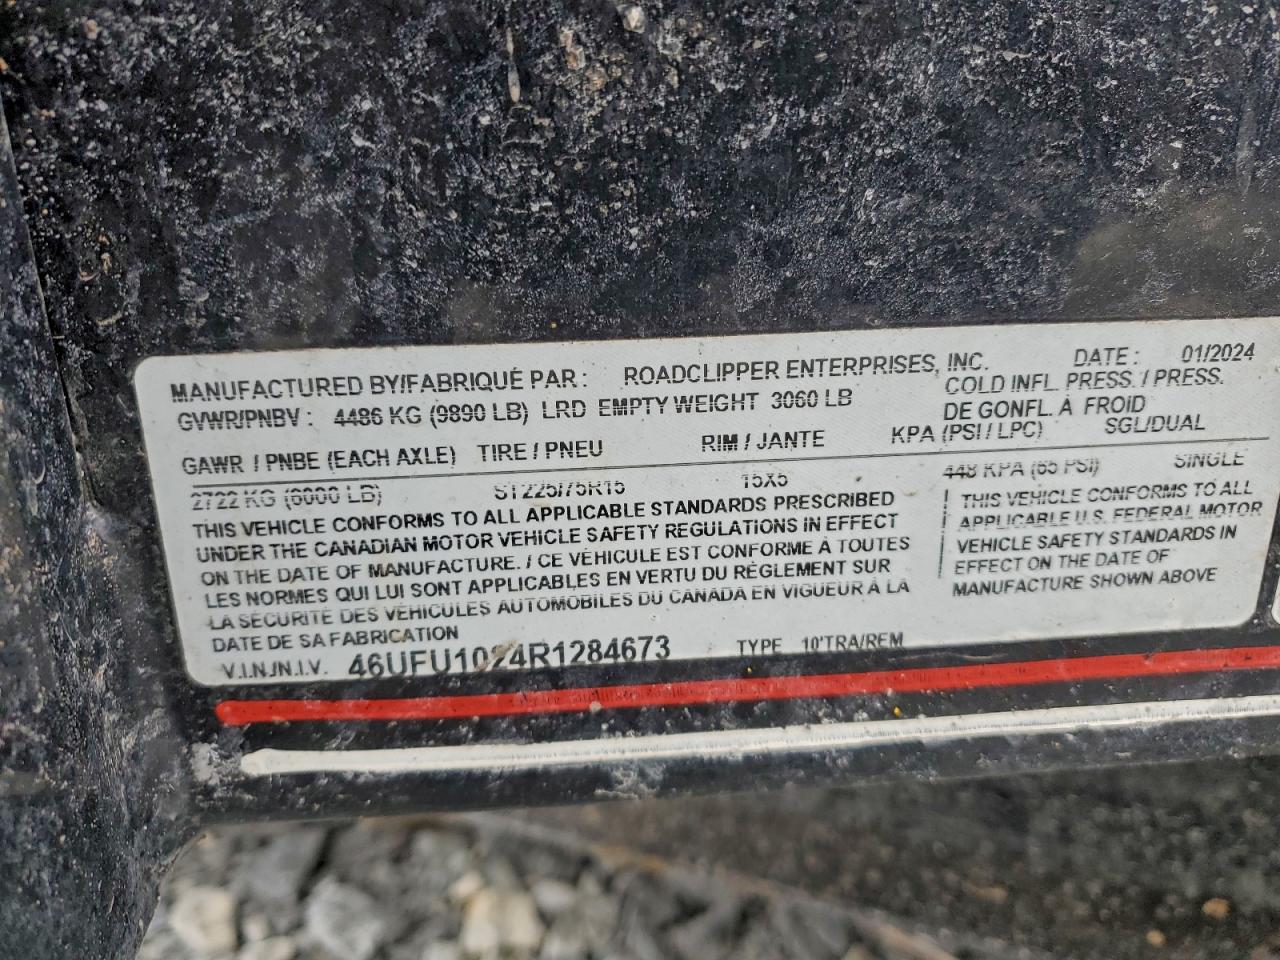 MANUFACTURED BY/FABRIQUÉ PAR : ROADCLIPPER ENTERPRISES, INC. DATE : 01/2024
GVWR/PNBV : 4486 KG (9890 LB) LRD EMPTY WEIGHT 3060 LB COLD INFL. PRESS. / PRESS.
DE GONFL. À FROID
GAWR / PNBE (EACH AXLE) TIRE / PNEU RIM / JANTE KPA (PSI / LPC) SGL/DUAL
2722 KG (6000 LB) ST225/75R15 15X5 448 KPA (65 PSI) SINGLE
THIS VEHICLE CONFORMS TO ALL APPLICABLE STANDARDS PRESCRIBED
UNDER THE CANADIAN MOTOR VEHICLE SAFETY REGULATIONS IN EFFECT
ON THE DATE OF MANUFACTURE. / CE VÉHICULE EST CONFORME À TOUTES
LES NORMES QUI LUI SONT APPLICABLES EN VERTU DU RÈGLEMENT SUR
LA SÉCURITÉ DES VÉHICULES AUTOMOBILES DU CANADA EN VIGUEUR À LA
DATE DE SA FABRICATION
THIS VEHICLE CONFORMS TO ALL
APPLICABLE U.S. FEDERAL MOTOR
VEHICLE SAFETY STANDARDS IN
EFFECT ON THE DATE OF
MANUFACTURE SHOWN ABOVE
V.I.N./N.I.V. 46UFU1024R1284673 TYPE 10'TRA/REM